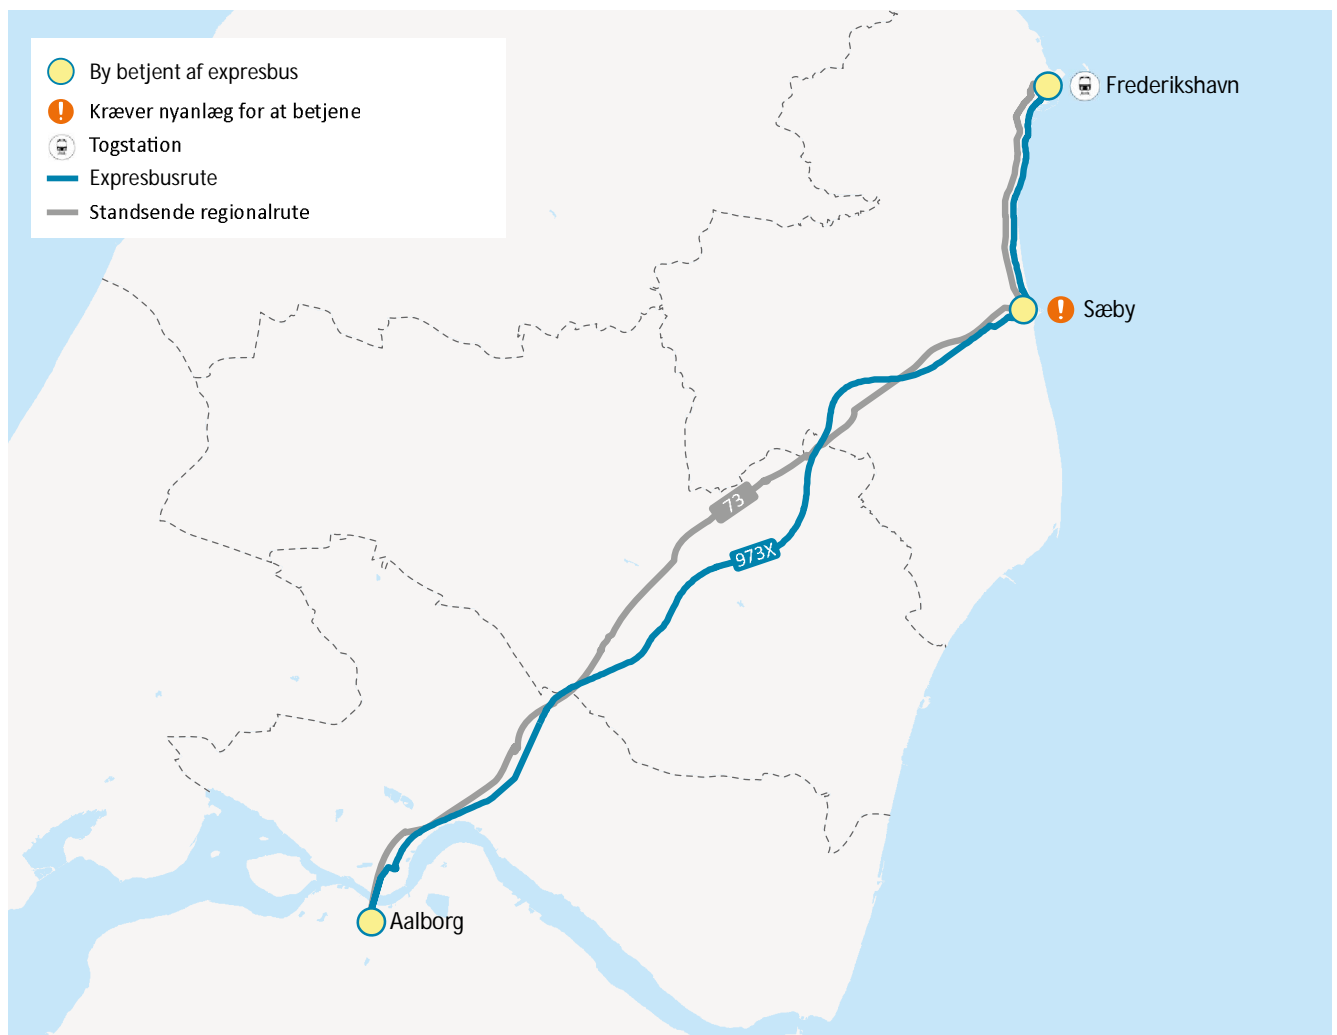 By betjent af expresbus
Kræver nyanlæg for at betjene
Togstation
Expresbusrute
Standsende regionalrute
Frederikshavn
Sæby
73
973X
Aalborg